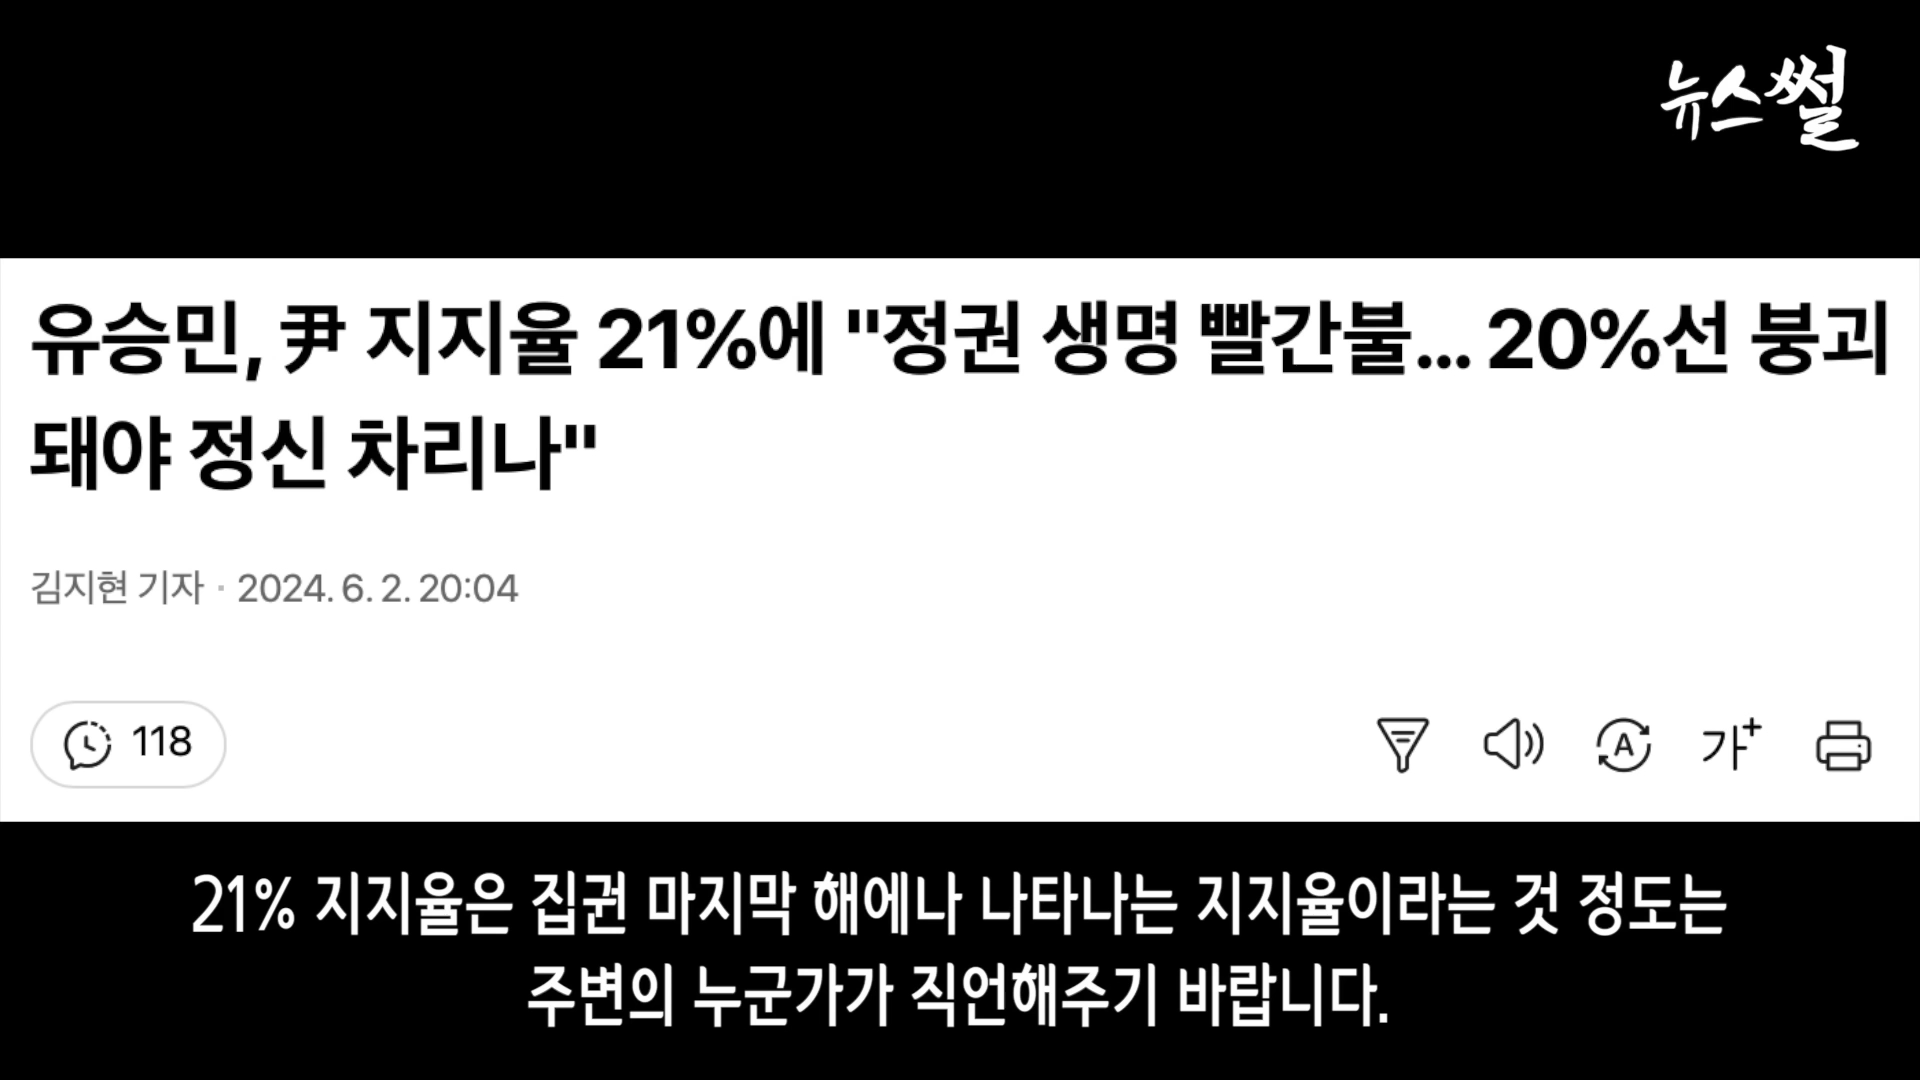 뉴스썰
유승민, 尹 지지율 21%에 "정권 생명 빨간불... 20%선 붕괴
돼야 정신 차리나"
김지현 기자 · 2024. 6. 2. 20:04
118
가+
21% 지지율은 집권 마지막 해에나 나타나는 지지율이라는 것 정도는
주변의 누군가가 직언해주기 바랍니다.